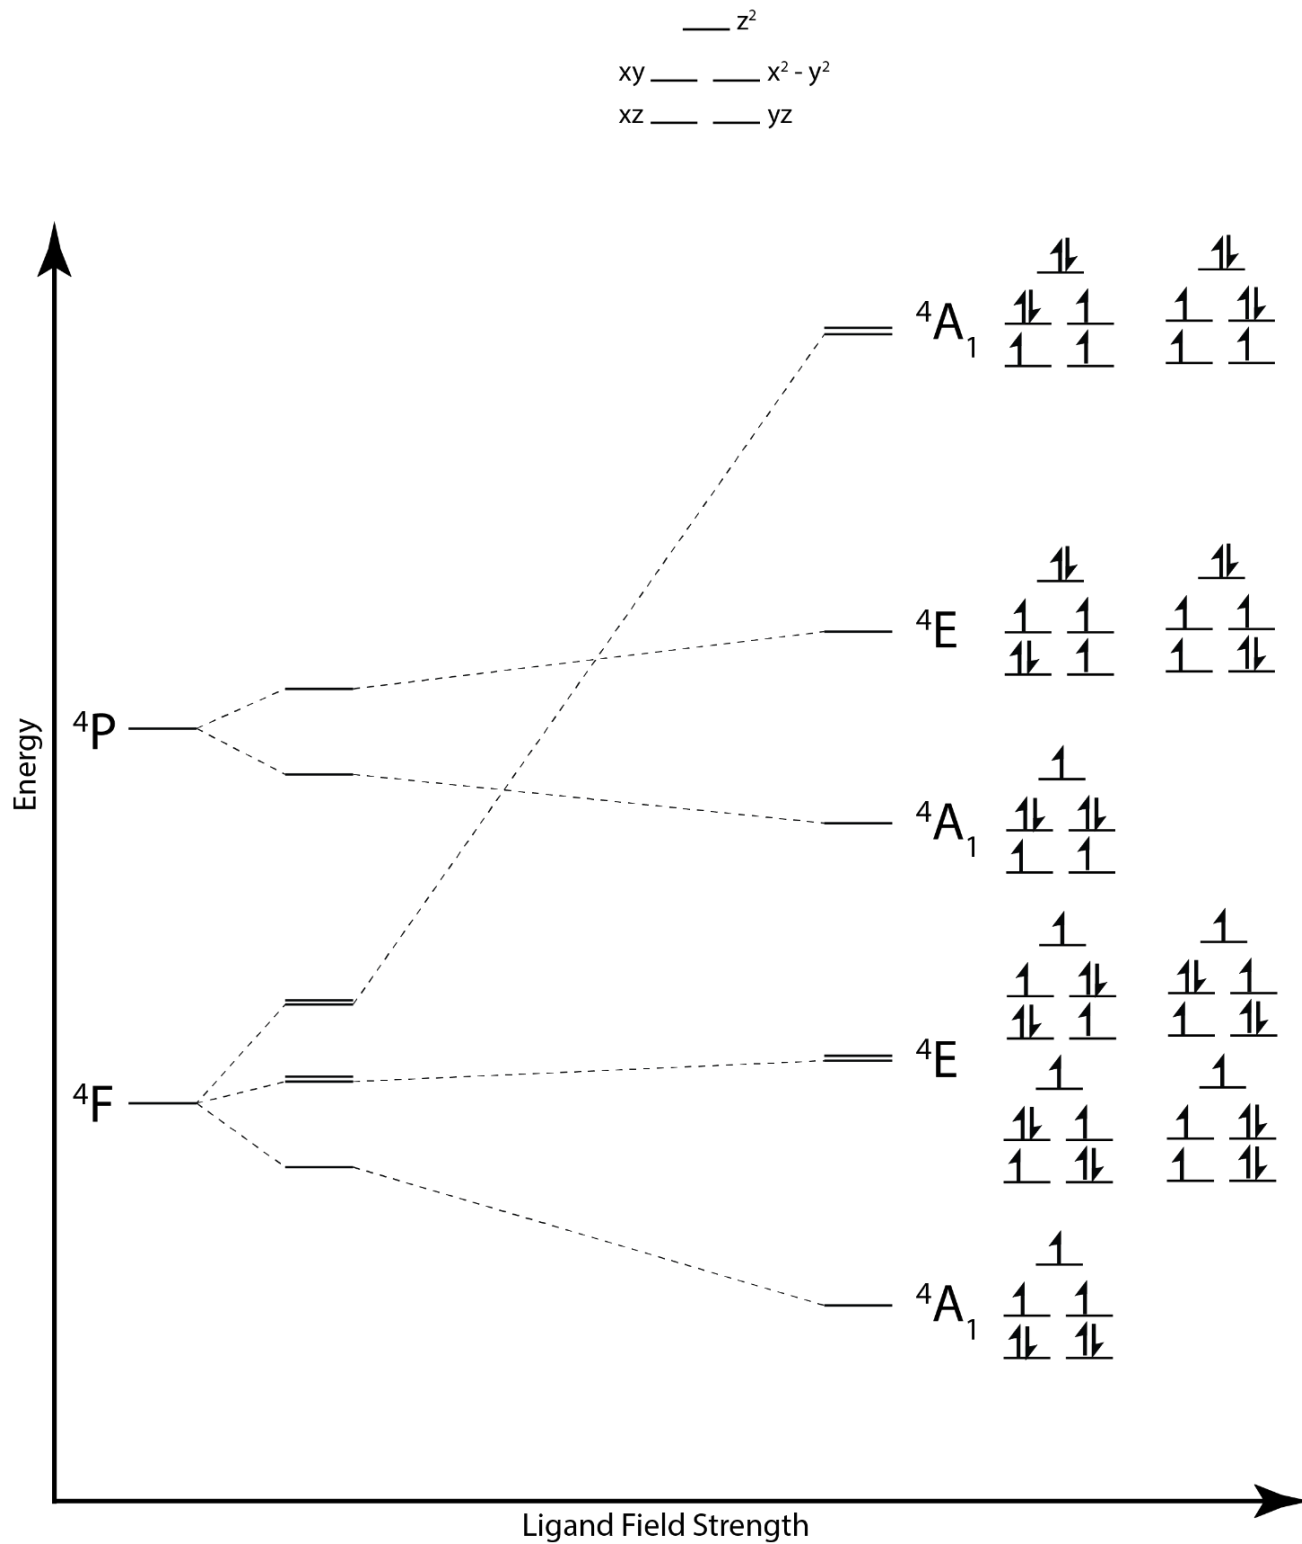 z²
xy x² - y²
xz yz
⁴A₁
⁴E
⁴P
Energy
⁴A₁
⁴E
⁴F
⁴A₁
Ligand Field Strength